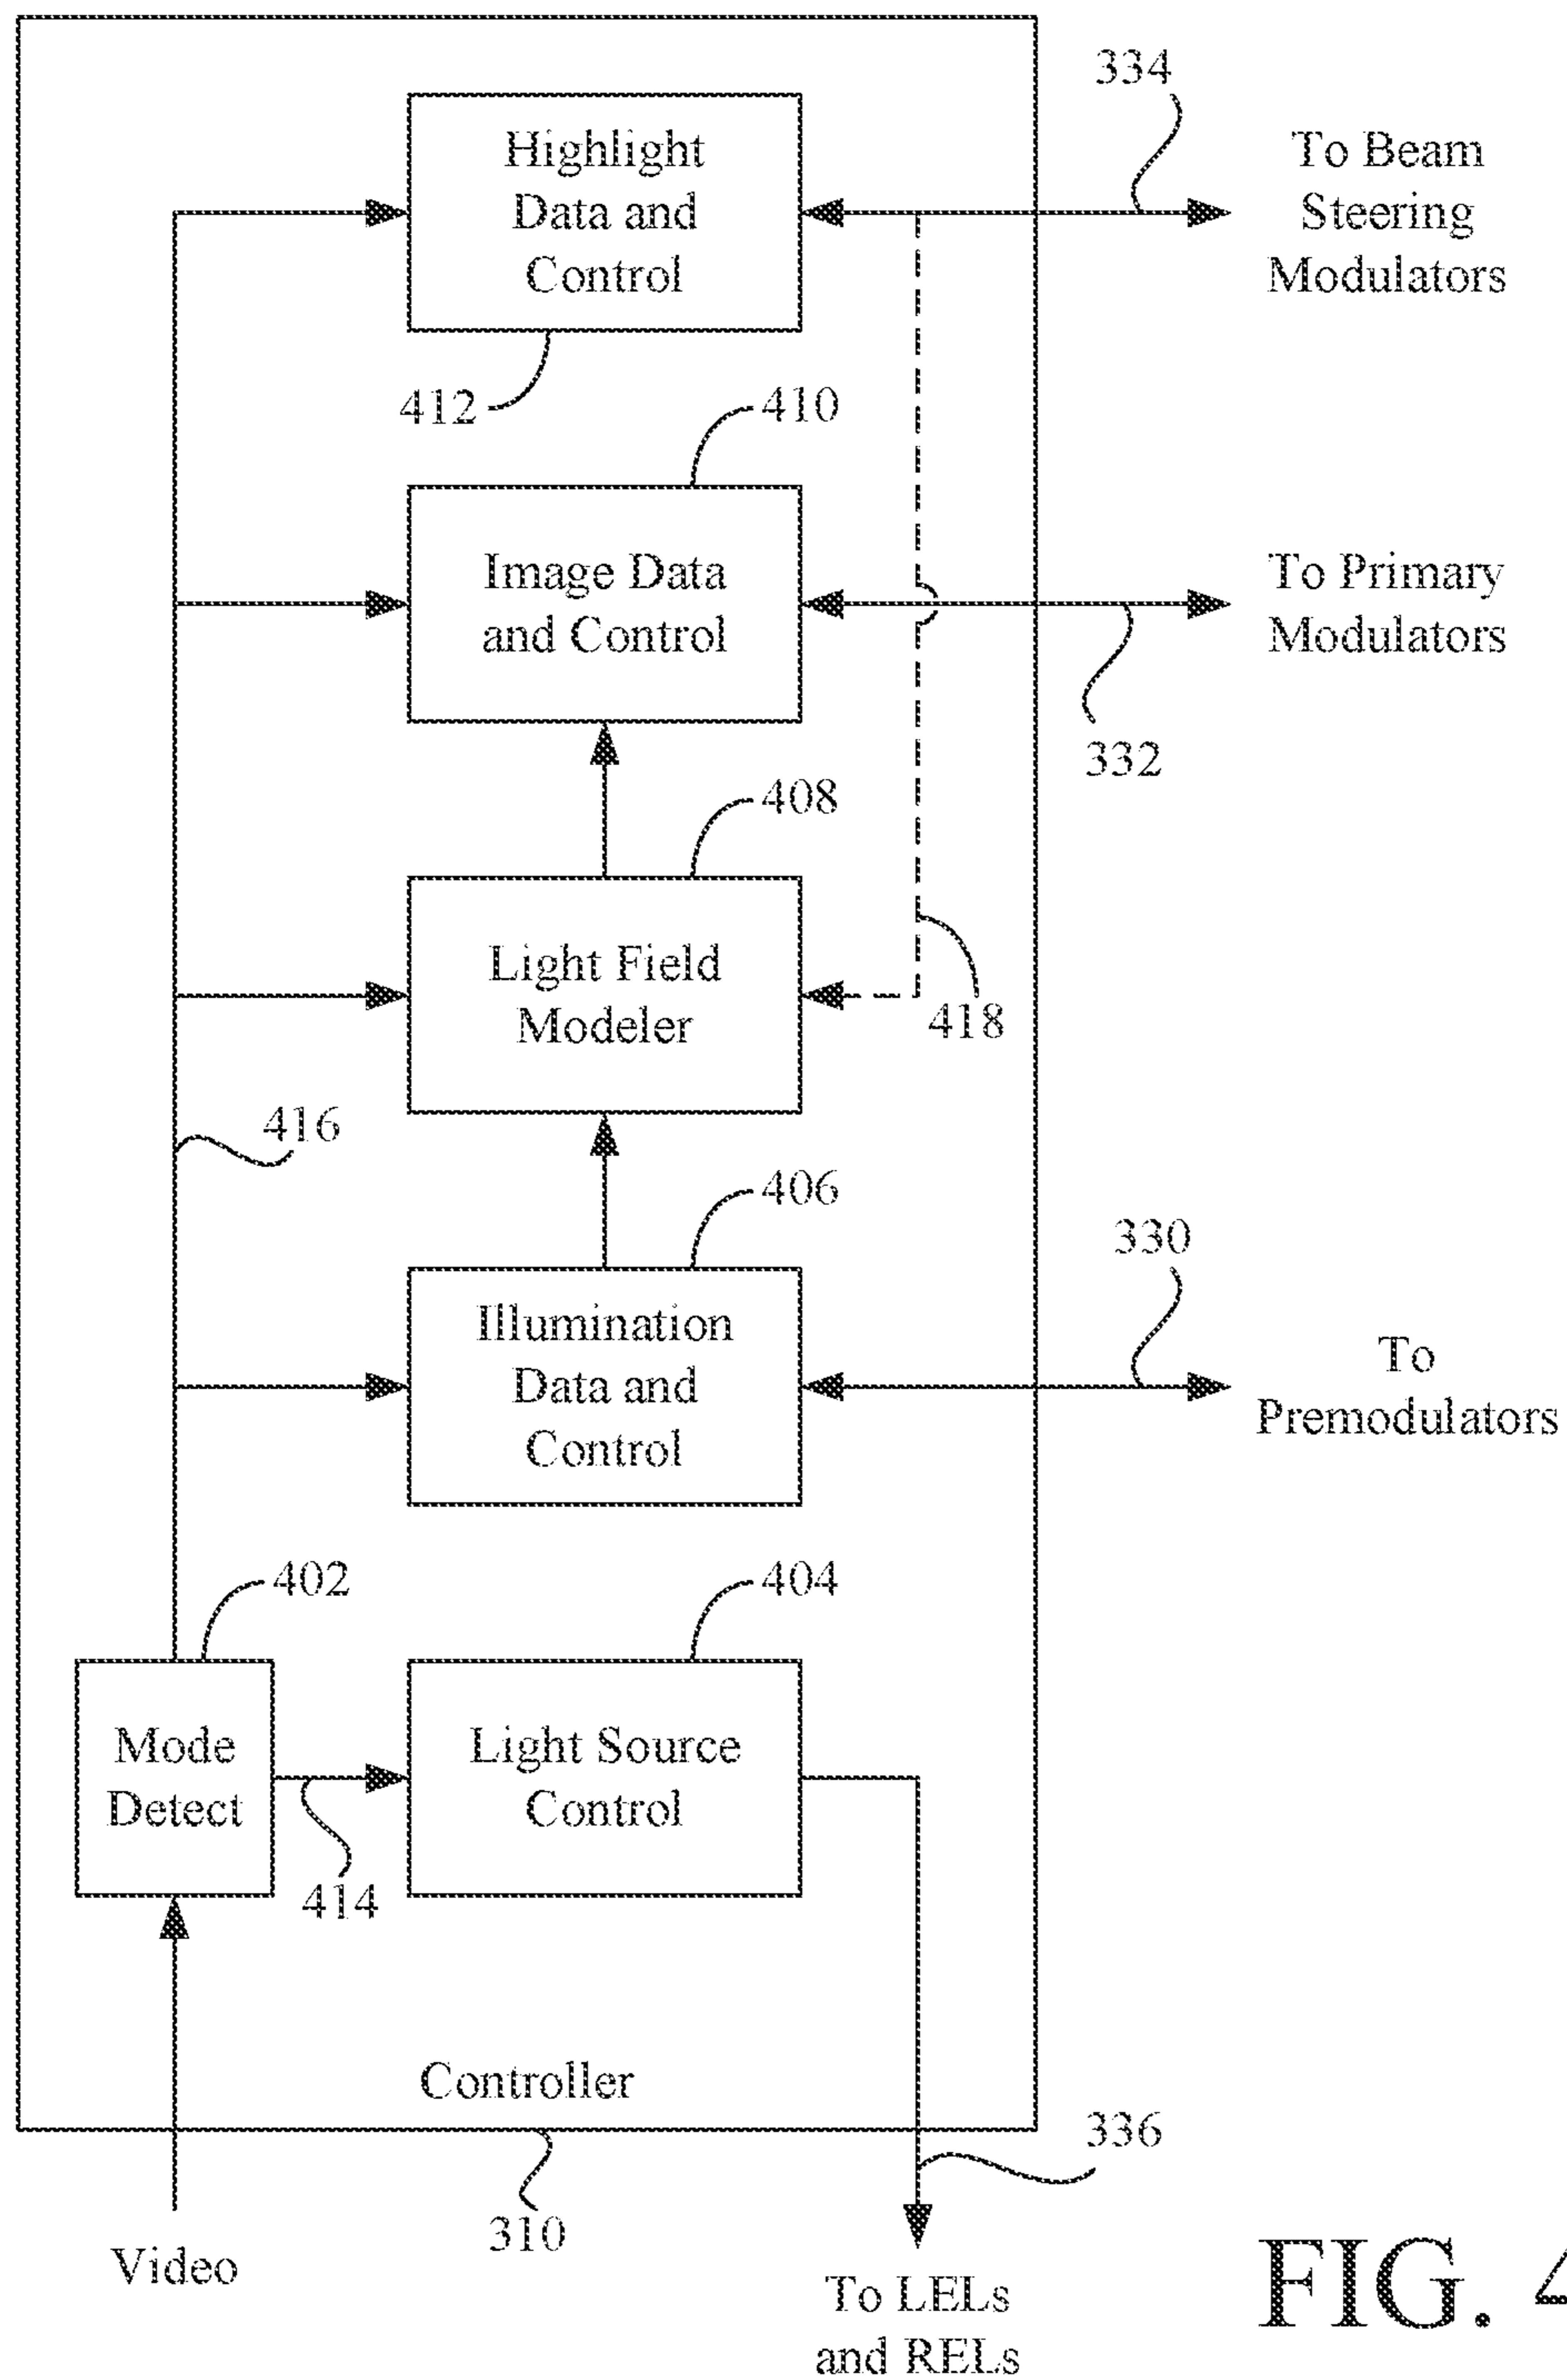 334
Highlight
Data and
Control
To Beam
Steering
Modulators
412
410
Image Data
and Control
To Primary
Modulators
332
408
Light Field
Modeler
418
416
406
330
Illumination
Data and
Control
To
Premodulators
402
404
Mode
Detect
Light Source
Control
414
Controller
336
310
Video
To LELs
and RELs
FIG. 4